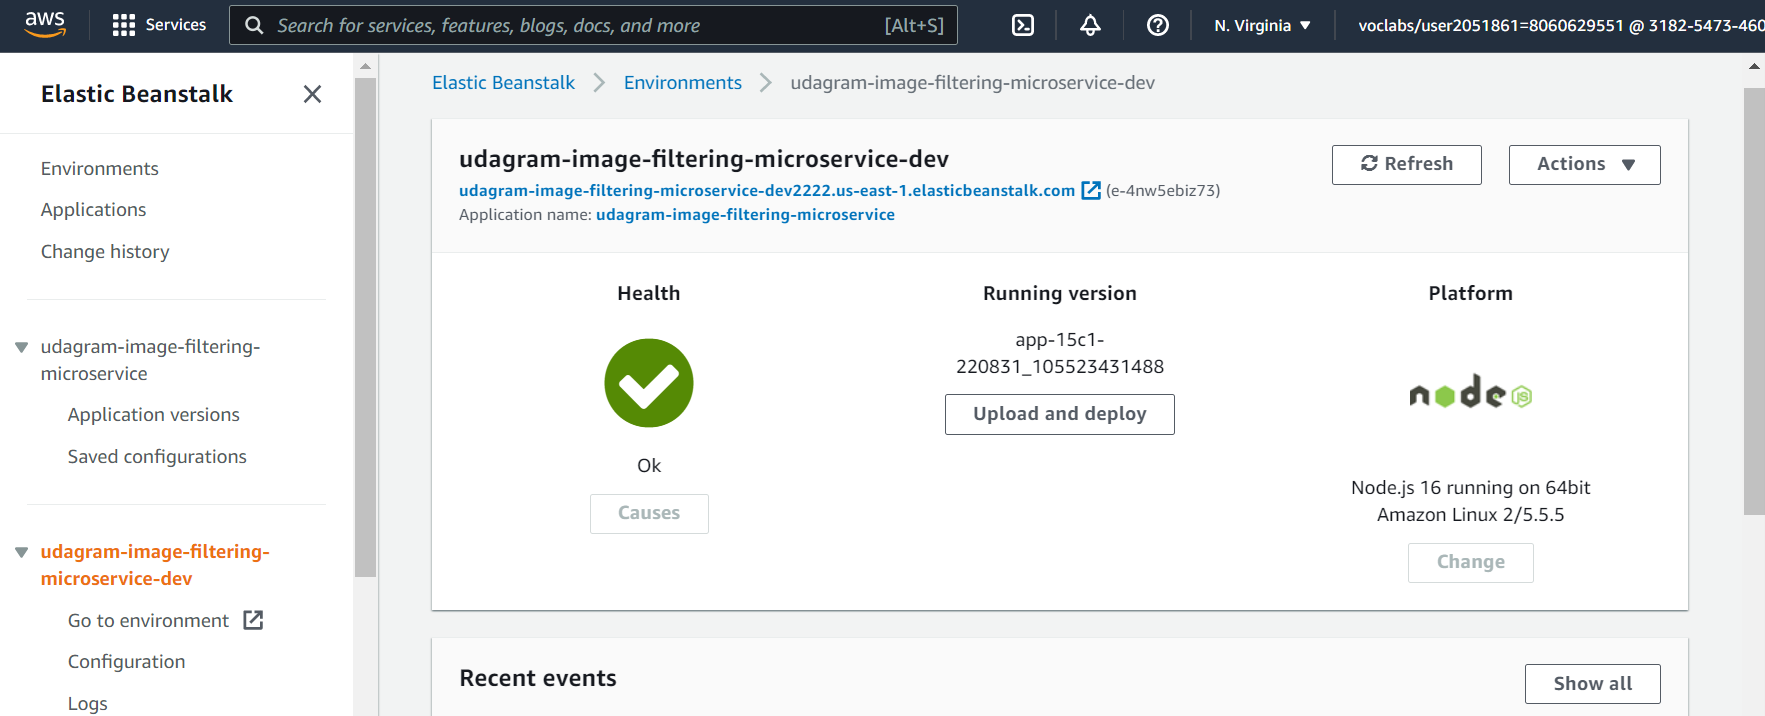 aws
Services
Search for services, features, blogs, docs, and more
[Alt+S]
N. Virginia
voclabs/user2051861=8060629551 @ 3182-5473-460
Elastic Beanstalk
Environments
Applications
Change history
udagram-image-filtering-
microservice
Application versions
Saved configurations
udagram-image-filtering-
microservice-dev
Go to environment
Configuration
Logs
Elastic Beanstalk > Environments > udagram-image-filtering-microservice-dev
udagram-image-filtering-microservice-dev
udagram-image-filtering-microservice-dev2222.us-east-1.elasticbeanstalk.com (e-4nw5ebiz73)
Application name: udagram-image-filtering-microservice
Refresh
Actions
Health
Ok
Causes
Running version
app-15c1-
220831_105523431488
Upload and deploy
Platform
node JS
Node.js 16 running on 64bit
Amazon Linux 2/5.5.5
Change
Recent events
Show all